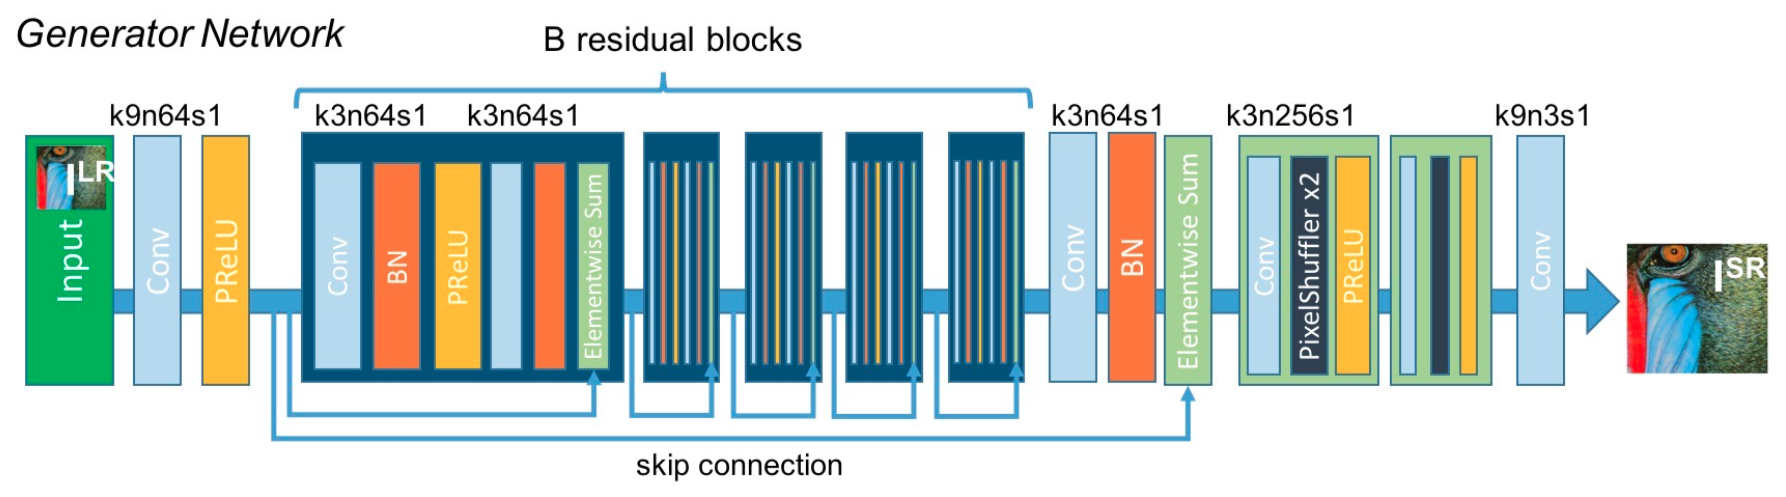 Generator Network
B residual blocks
k9n64s1
k3n64s1
k3n64s1
k3n64s1
k3n256s1
k9n3s1
I^LR
Input
Conv
PReLU
Conv
BN
PReLU
Elementwise Sum
Conv
BN
Elementwise Sum
Conv
PixelShuffler x2
PReLU
Conv
I^SR
skip connection